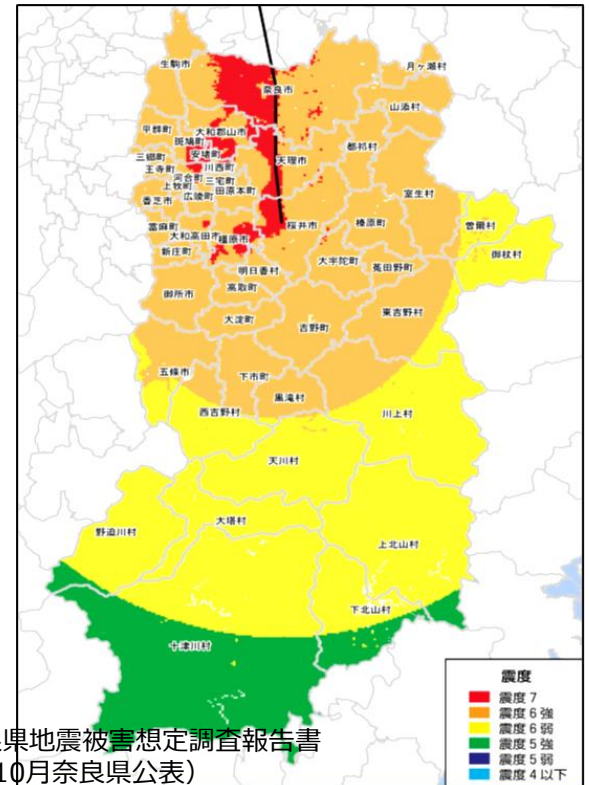 生駒市
奈良市
月ヶ瀬村
山添村
平群町
大和郡山市
斑鳩町
安堵町
三郷町
天理市
都祁村
王寺町
川西町
河合町
三宅町
上牧町
田原本町
室生村
香芝市
広陵町
當麻町
大和高田市
橿原市
桜井市
榛原町
曽爾村
新庄町
御杖村
明日香村
大宇陀町
菟田野町
御所市
高取町
大淀町
吉野町
東吉野村
五條市
下市町
黒滝村
西吉野村
川上村
天川村
野迫川村
大塔村
上北山村
下北山村
十津川村
震度
震度7
震度6強
震度6弱
震度5強
震度5弱
震度4以下
県地震被害想定調査報告書
10月奈良県公表）